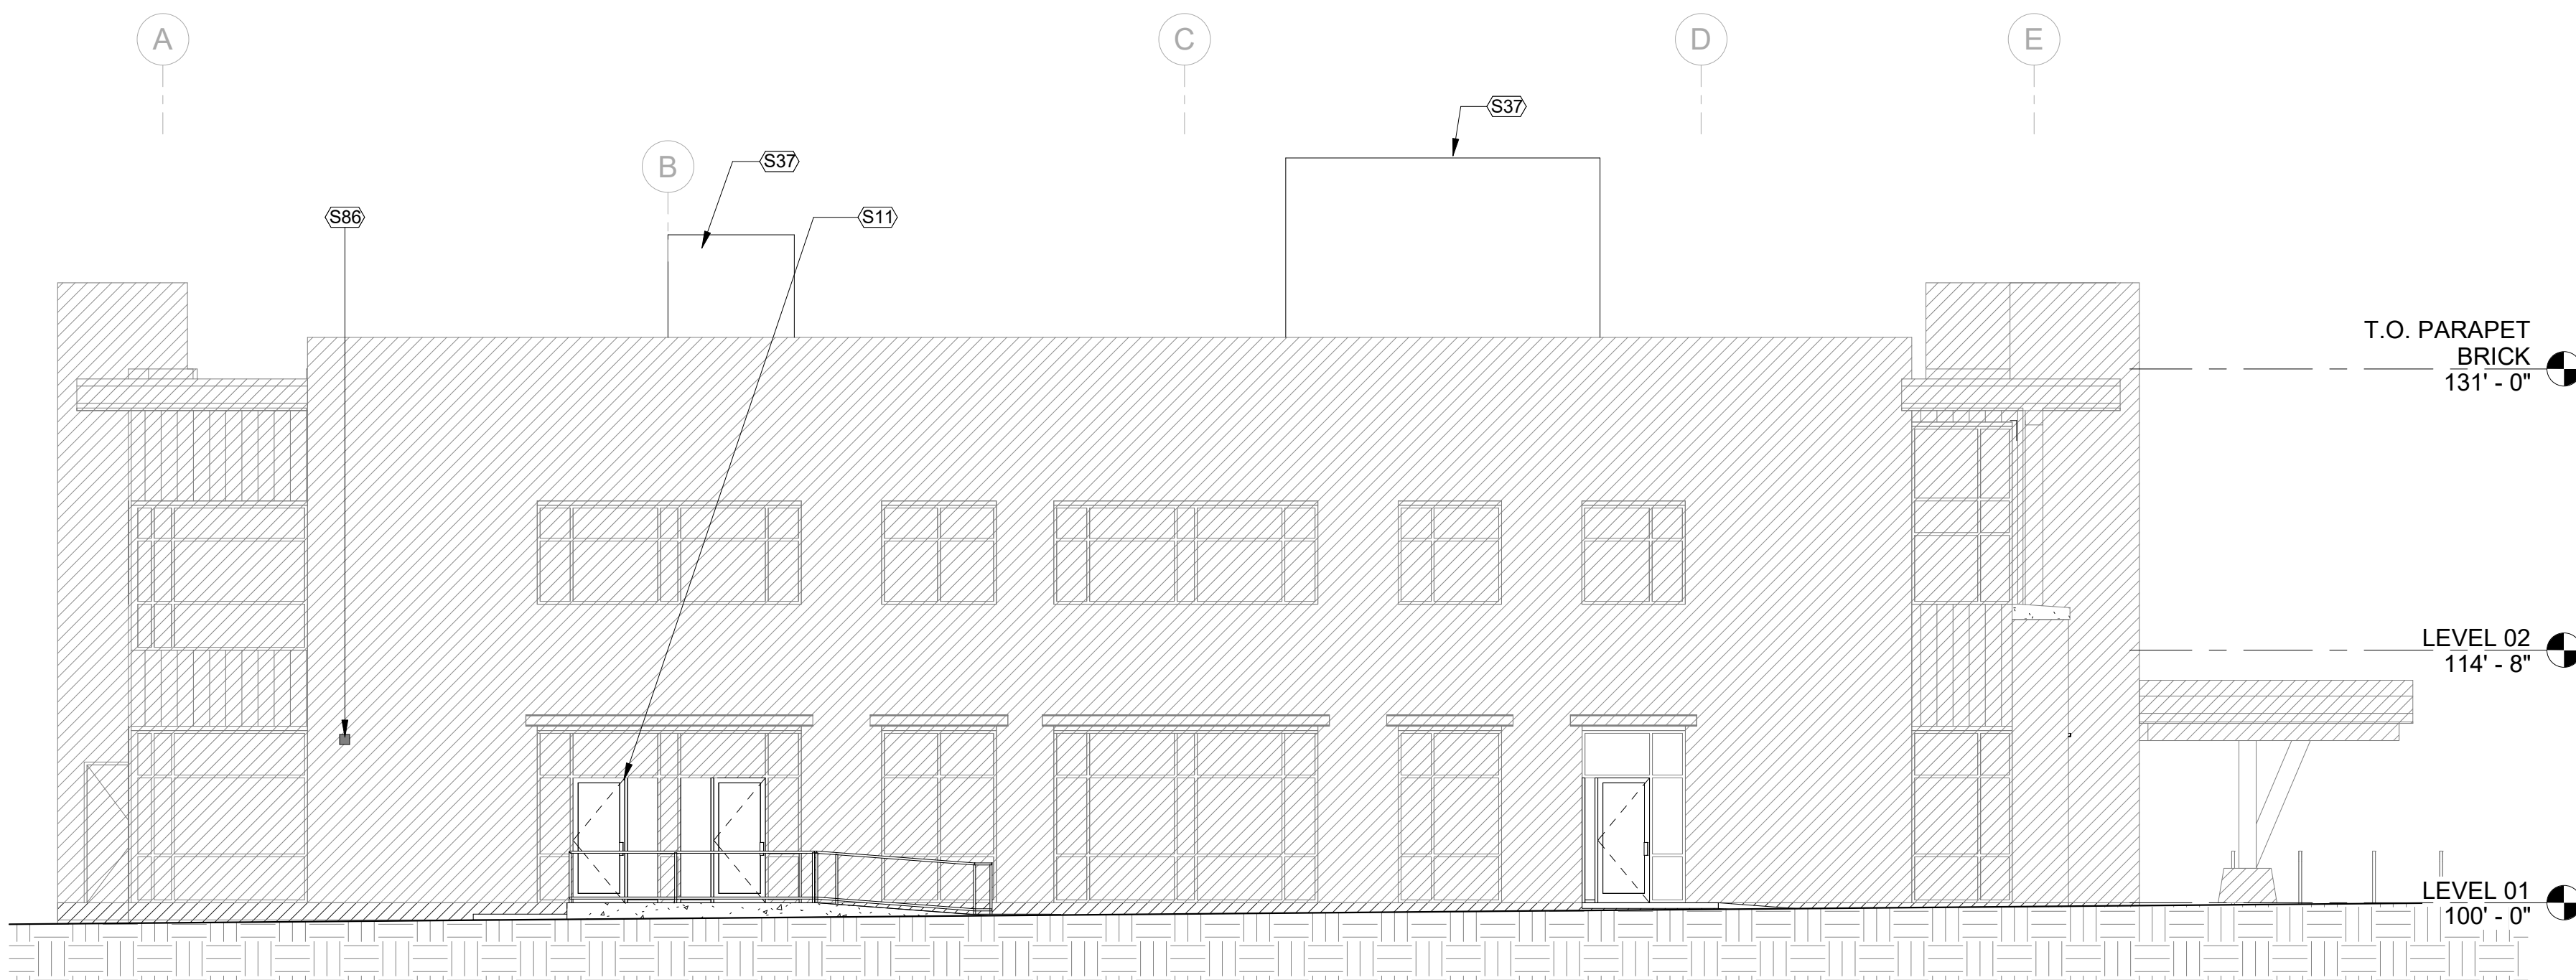 A
C
D
E
S37
B
S37
S86
S11
T.O. PARAPET
BRICK
131' - 0"
LEVEL 02
114' - 8"
LEVEL 01
100' - 0"